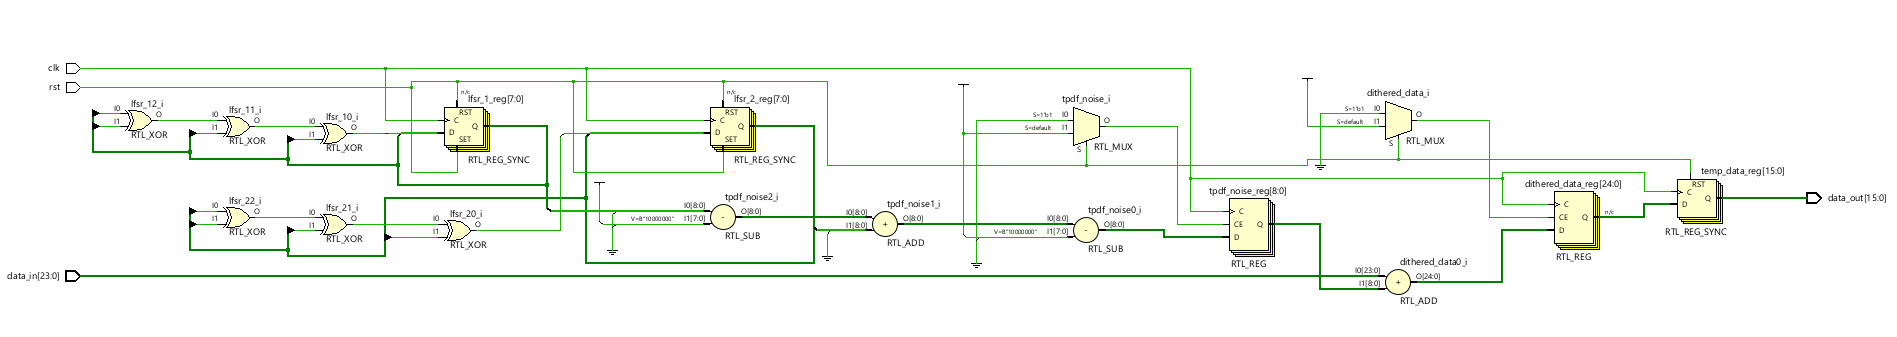 clk
rst
data_in[23:0]
lfsr_12_i
I0
I1
O
RTL_XOR
lfsr_11_i
I0
I1
O
RTL_XOR
lfsr_10_i
I0
I1
O
RTL_XOR
lfsr_1_reg[7:0]
n/c
RST
C
D
Q
SET
RTL_REG_SYNC
lfsr_2_reg[7:0]
n/c
RST
C
D
Q
SET
RTL_REG_SYNC
lfsr_22_i
I0
I1
O
RTL_XOR
lfsr_21_i
I0
I1
O
RTL_XOR
lfsr_20_i
I0
I1
O
RTL_XOR
tpdf_noise2_i
I0[8:0]
V=B"10000000" I1[7:0]
O[8:0]
-
RTL_SUB
tpdf_noise1_i
I0[8:0]
I1[8:0]
O[8:0]
+
RTL_ADD
tpdf_noise_i
S=1'b1 I0
S=default I1
O
S
RTL_MUX
tpdf_noise0_i
I0[8:0]
V=B"10000000" I1[7:0]
O[8:0]
-
RTL_SUB
tpdf_noise_reg[8:0]
C
CE
D
Q
RTL_REG
dithered_data_i
S=1'b1 I0
S=default I1
O
S
RTL_MUX
dithered_data0_i
I0[23:0]
I1[8:0]
O[24:0]
+
RTL_ADD
dithered_data_reg[24:0]
C
CE
D
Q
n/c
RTL_REG
temp_data_reg[15:0]
RST
C
D
Q
RTL_REG_SYNC
data_out[15:0]